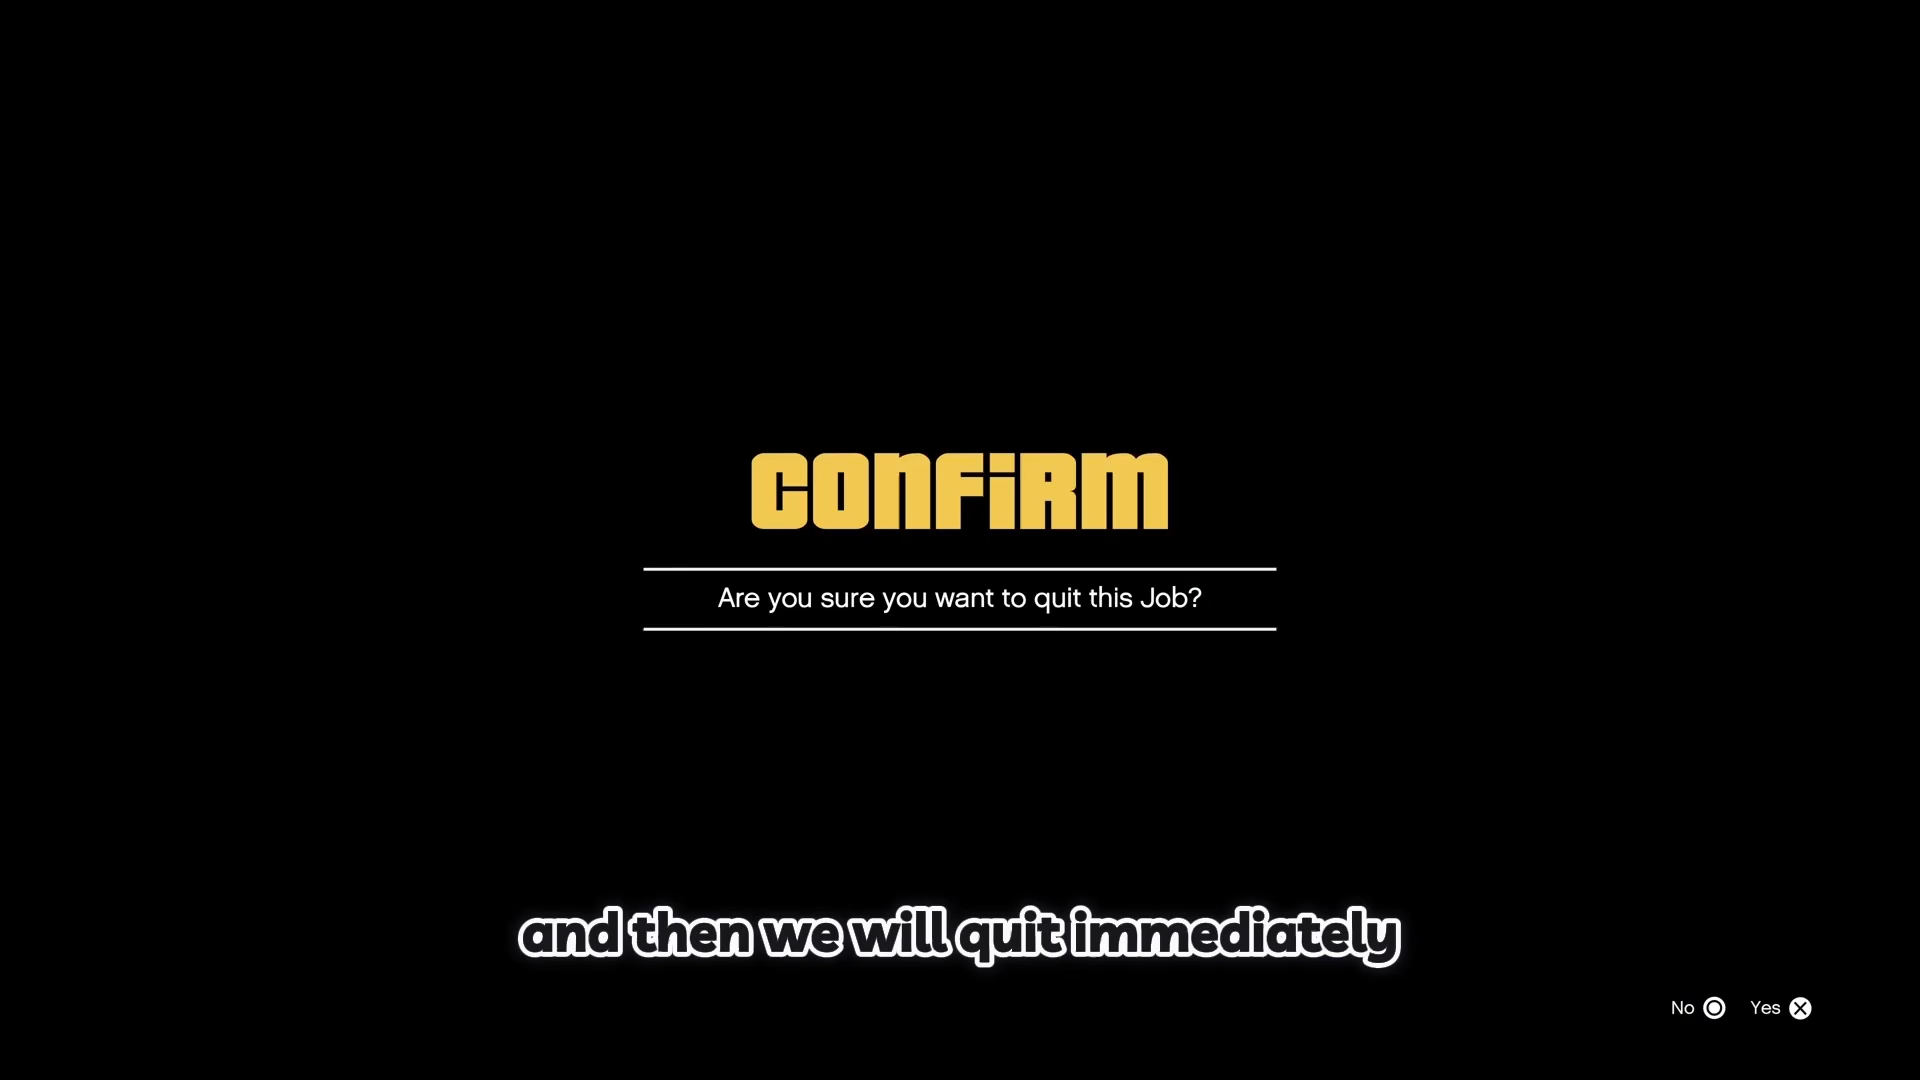 CONFIRM
Are you sure you want to quit this Job?
and then we will quit immediately
No Yes